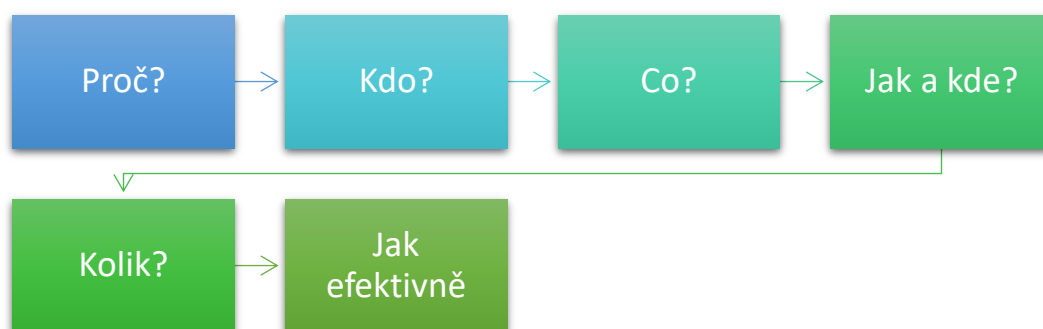 Proč?
Kdo?
Co?
Jak a kde?
Kolik?
Jak
efektivně